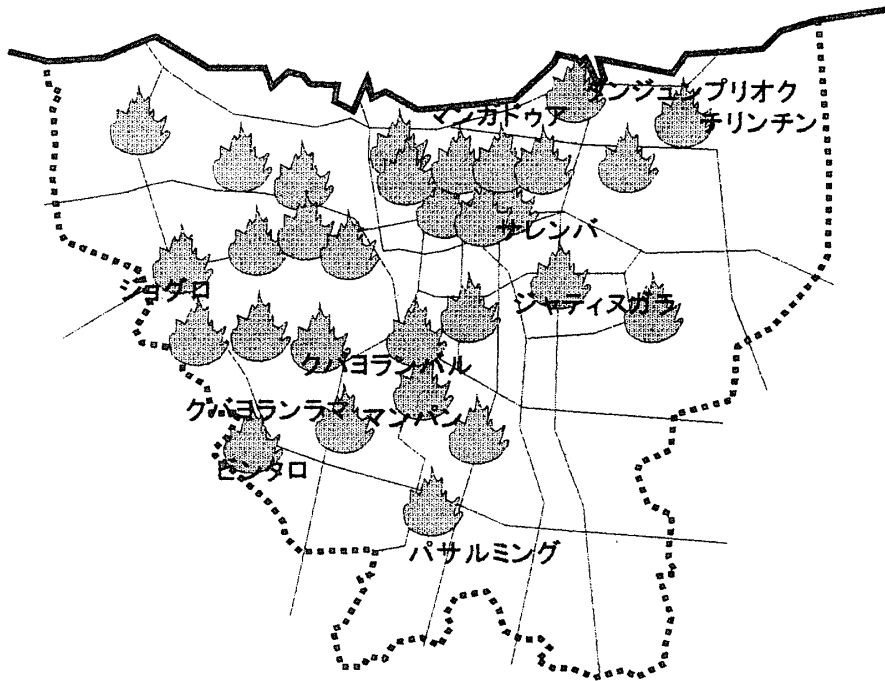 タンジュンプリオク
マンガドゥア
チリンチン
サレンバ
ジョグロ
ジャティヌガラ
クバヨランバル
クバヨランラマ
マンパン
ビンタロ
パサルミング